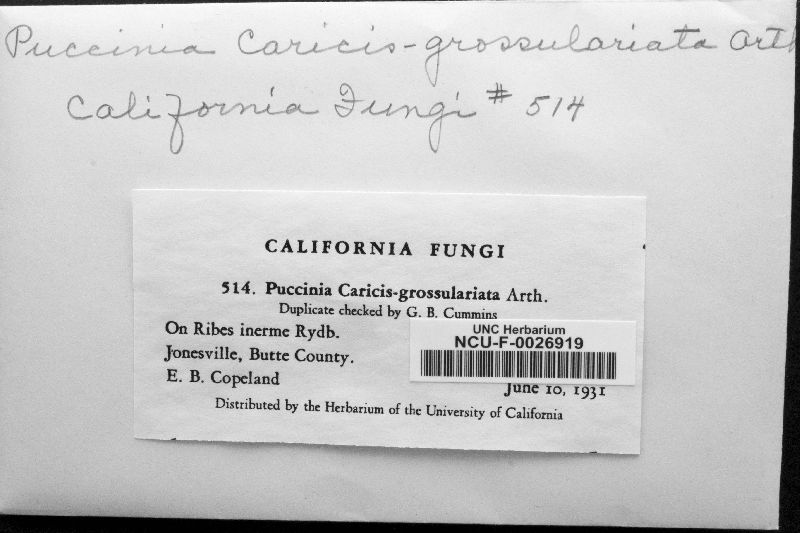 Puccinia Caricis-grossulariata Arth
California Fungi # 514
CALIFORNIA FUNGI
514. Puccinia Caricis-grossulariata Arth.
Duplicate checked by G. B. Cummins
On Ribes inerme Rydb.
Jonesville, Butte County.
E. B. Copeland
UNC Herbarium
NCU-F-0026919
June 10, 1931
Distributed by the Herbarium of the University of California